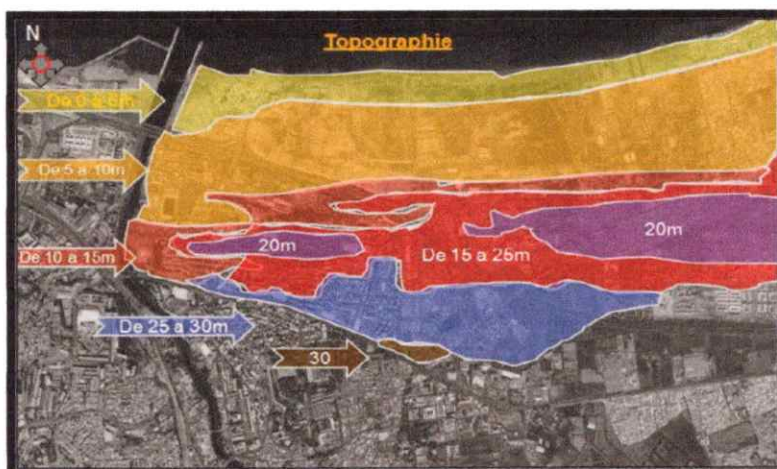 N
Topographie
De 0 à 5m
De 5 a 10m
20m
20m
De 10 a 15m
De 15 a 25m
De 25 a 30m
30